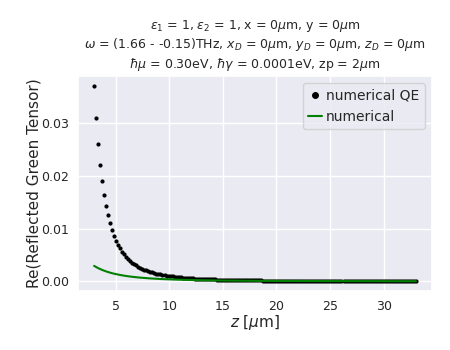 ε₁ = 1, ε₂ = 1, x = 0μm, y = 0μm
ω = (1.66 - -0.15)THz, x_D = 0μm, y_D = 0μm, z_D = 0μm
ℏμ = 0.30eV, ℏγ = 0.0001eV, zp = 2μm
numerical QE
numerical
Re(Reflected Green Tensor)
0.03
0.02
0.01
0.00
5 10 15 20 25 30
z [μm]